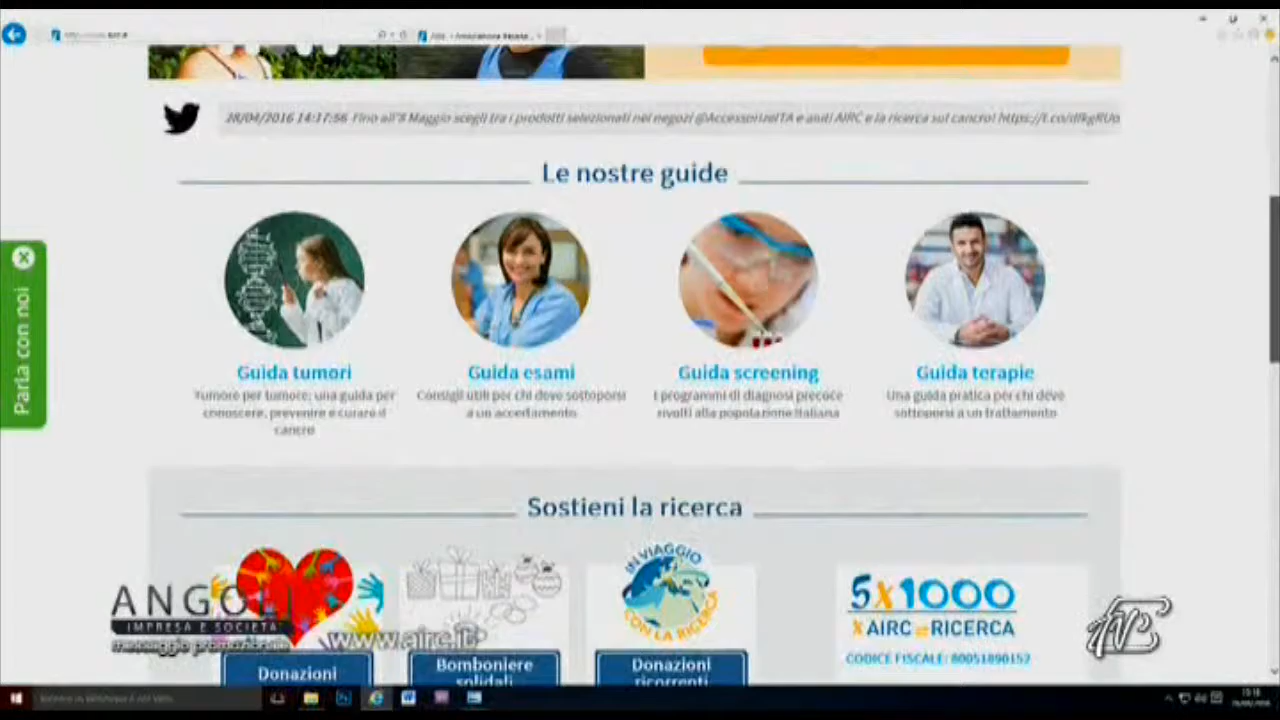 28/04/2016 14:17:56 Fino all'8 Maggio scegli tra i prodotti selezionati nei negozi @AccessorizeITA e aiuti AIRC e la ricerca sul cancro!
Le nostre guide
Parla con noi
Guida tumori
Guida esami
Guida screening
Guida terapie
Tumore per tumore: una guida per
conoscere, prevenire e curare il
cancro
Consigli utili per chi deve sottoporsi
a un accertamento
I programmi di diagnosi precoce
rivolti alla popolazione italiana
Una guida pratica per chi deve
sottoporsi a un trattamento
Sostieni la ricerca
IN VIAGGIO
CON LA RICERCA
5x1000
x AIRC = RICERCA
CODICE FISCALE: 80051890152
ANGOLI
IMPRESA E SOCIETA'
messaggio promozionale
www.airc.it
Donazioni
Bomboniere
solidali
Donazioni
ricorrenti